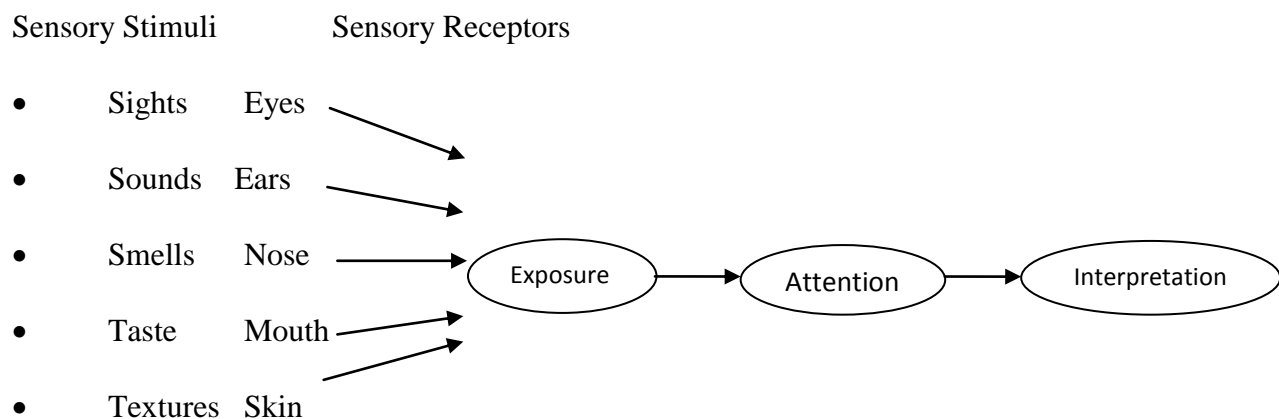 Sensory Stimuli Sensory Receptors
• Sights Eyes
• Sounds Ears
• Smells Nose
Exposure Attention Interpretation
• Taste Mouth
• Textures Skin